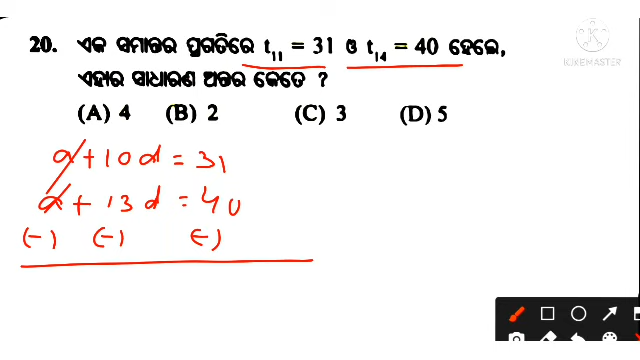 20. ଏକ ସମାନ୍ତର ପ୍ରଗତିରେ t₁₁ = 31 ଓ t₁₄ = 40 ହେଲେ,
ଏହାର ସାଧାରଣ ଅନ୍ତର କେତେ ?
(A) 4 (B) 2 (C) 3 (D) 5
a + 10d = 31
a + 13d = 40
(-) (-) (-)
KINEMASTER